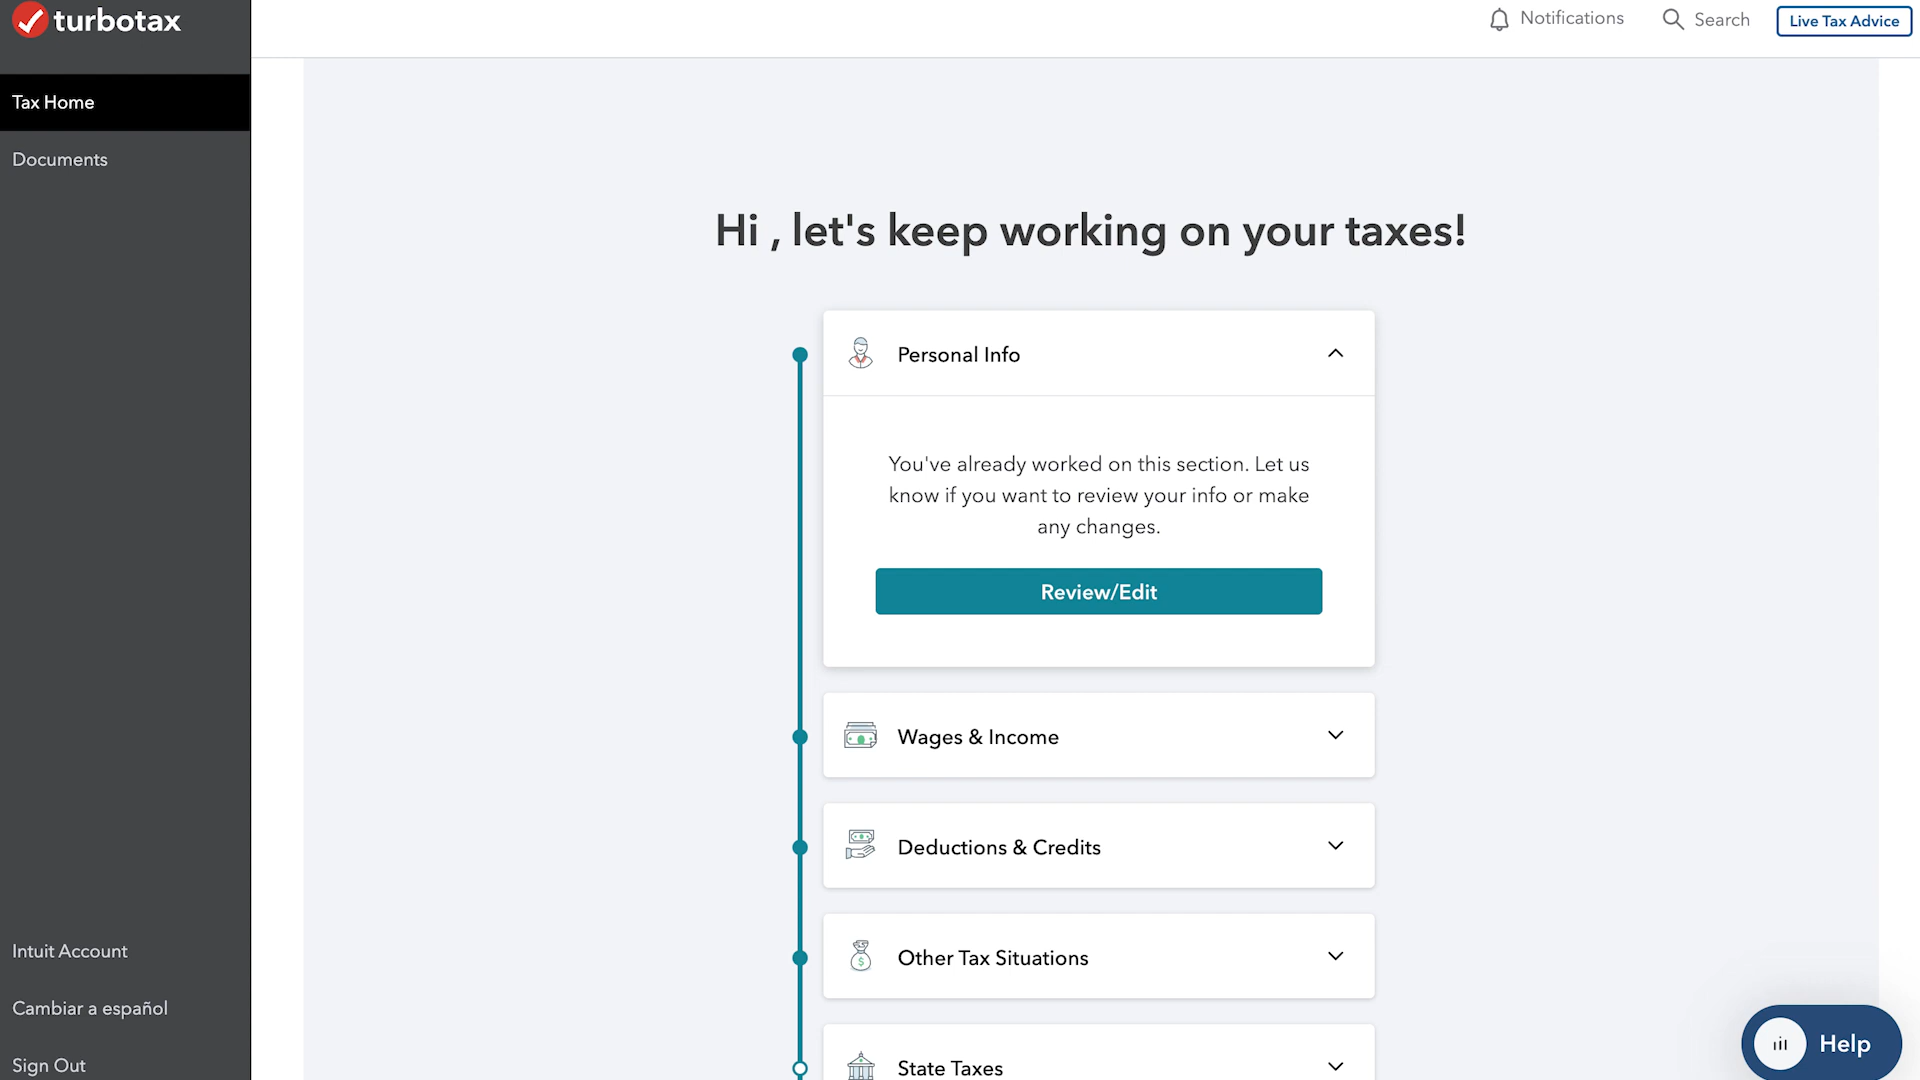 turbotax
Notifications
Search
Live Tax Advice
Tax Home
Documents
Hi , let's keep working on your taxes!
Personal Info
You've already worked on this section. Let us
know if you want to review your info or make
any changes.
Review/Edit
Wages & Income
Deductions & Credits
Other Tax Situations
State Taxes
Intuit Account
Cambiar a español
Sign Out
Help